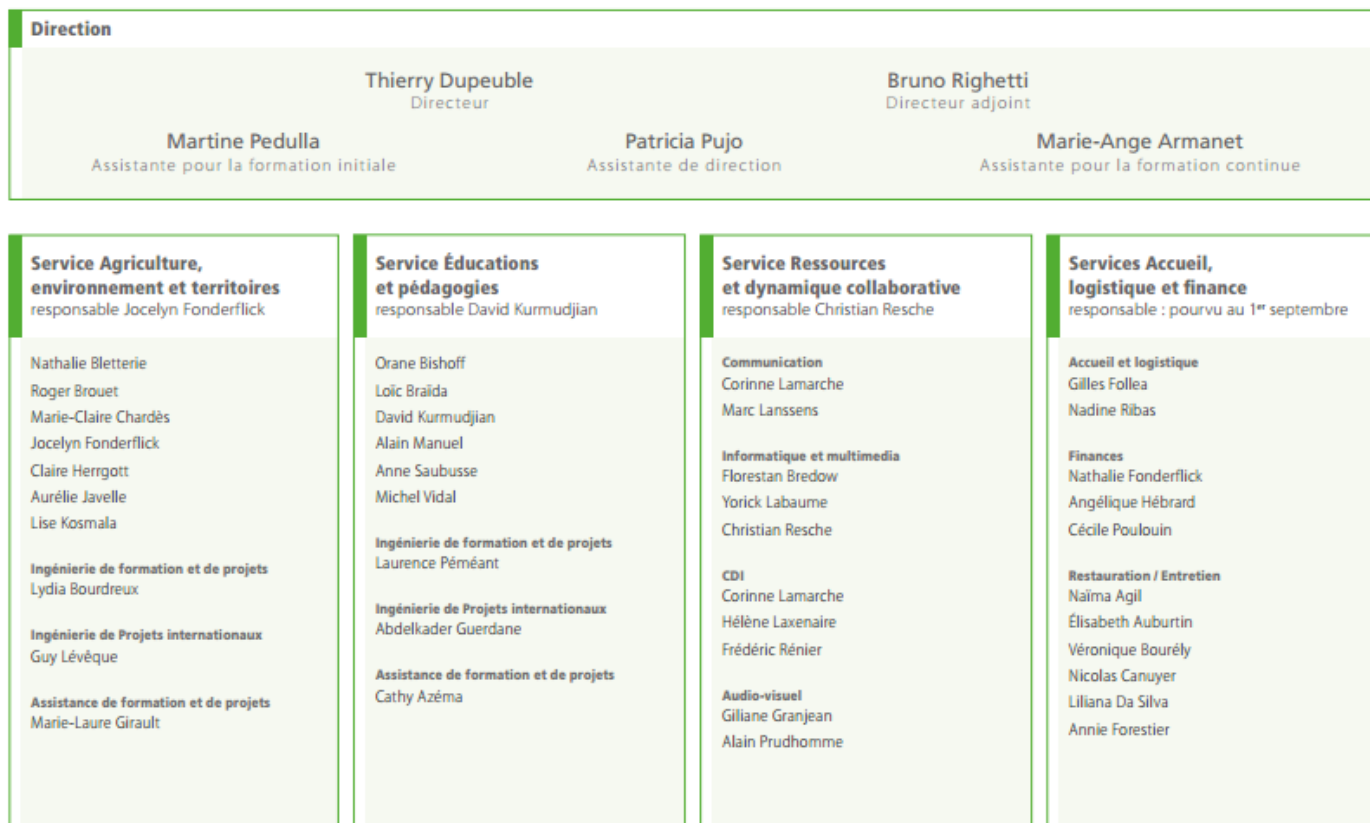 Direction
Thierry Dupeuble
Directeur
Bruno Righetti
Directeur adjoint
Martine Pedulla
Assistante pour la formation initiale
Patricia Pujo
Assistante de direction
Marie-Ange Armanet
Assistante pour la formation continue
Service Agriculture,
environnement et territoires
responsable Jocelyn Fonderflick
Nathalie Bletterie
Roger Brouet
Marie-Claire Chardès
Jocelyn Fonderflick
Claire Herrgott
Aurélie Javelle
Lise Kosmala
Ingénierie de formation et de projets
Lydia Bourdreux
Ingénierie de Projets internationaux
Guy Lévêque
Assistance de formation et de projets
Marie-Laure Girault
Service Éducations
et pédagogies
responsable David Kurmudjian
Orane Bishoff
Loïc Braïda
David Kurmudjian
Alain Manuel
Anne Saubusse
Michel Vidal
Ingénierie de formation et de projets
Laurence Péméant
Ingénierie de Projets internationaux
Abdelkader Guerdane
Assistance de formation et de projets
Cathy Azéma
Service Ressources
et dynamique collaborative
responsable Christian Resche
Communication
Corinne Lamarche
Marc Lanssens
Informatique et multimedia
Florestan Bredow
Yorick Labaume
Christian Resche
CDI
Corinne Lamarche
Hélène Laxenaire
Frédéric Rénier
Audio-visuel
Giliane Granjean
Alain Prudhomme
Services Accueil,
logistique et finance
responsable : pourvu au 1er septembre
Accueil et logistique
Gilles Follea
Nadine Ribas
Finances
Nathalie Fonderflick
Angélique Hébrard
Cécile Poulouin
Restauration / Entretien
Naïma Agil
Élisabeth Auburtin
Véronique Bourély
Nicolas Canuyer
Liliana Da Silva
Annie Forestier